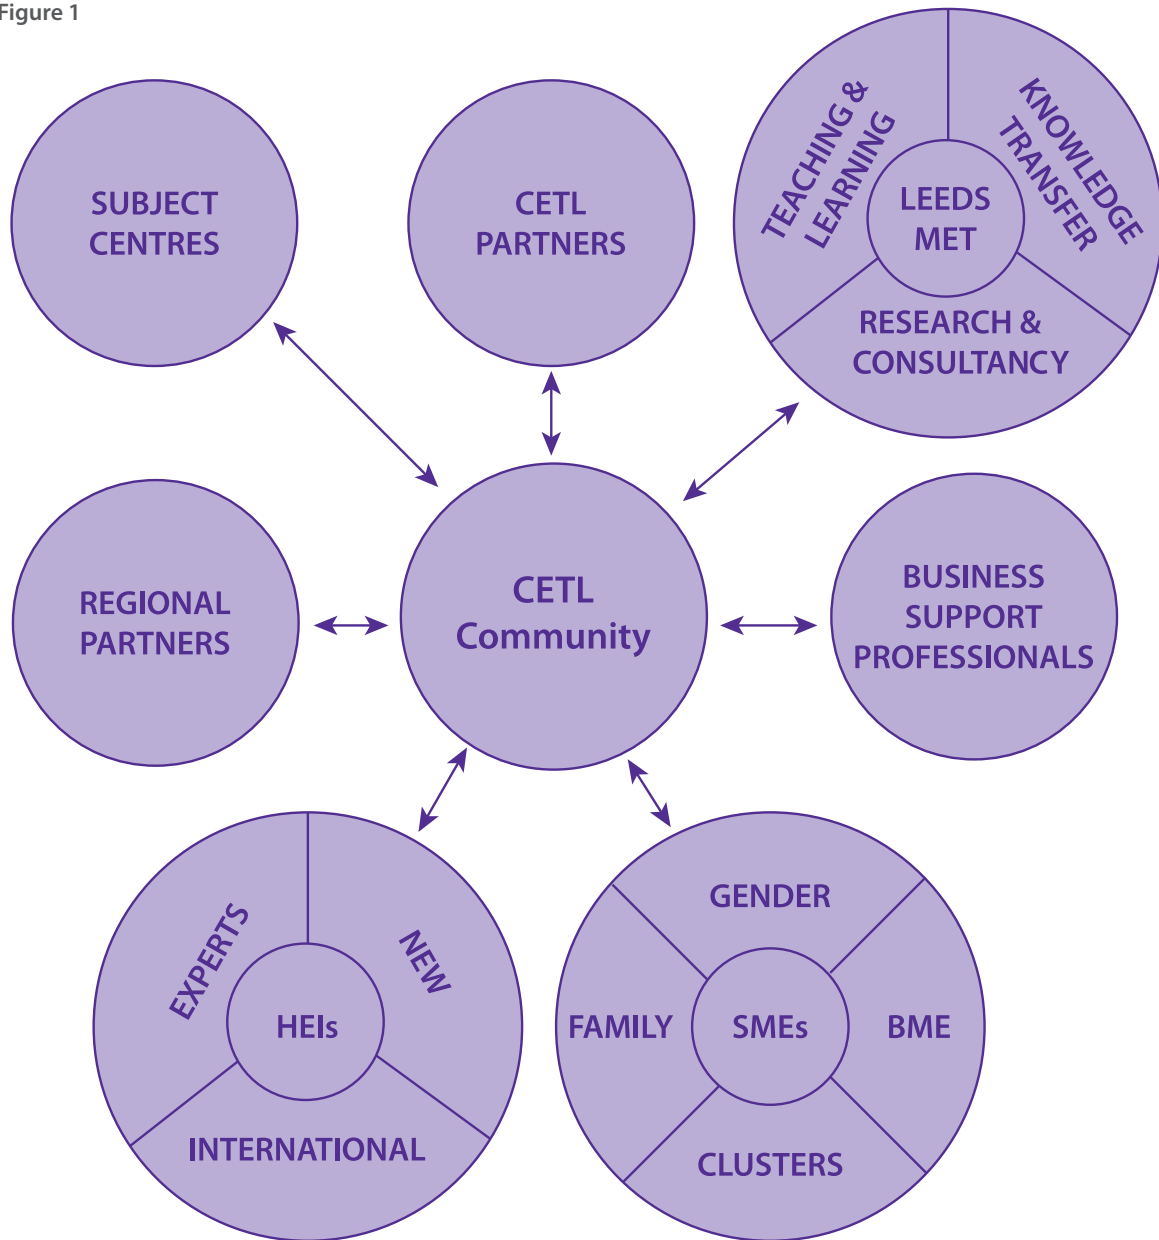 Figure 1
SUBJECT
CENTRES
CETL
PARTNERS
TEACHING &
LEARNING
KNOWLEDGE
TRANSFER
LEEDS
MET
RESEARCH &
CONSULTANCY
REGIONAL
PARTNERS
CETL
Community
BUSINESS
SUPPORT
PROFESSIONALS
EXPERTS
NEW
HEIs
INTERNATIONAL
GENDER
FAMILY
SMEs
BME
CLUSTERS